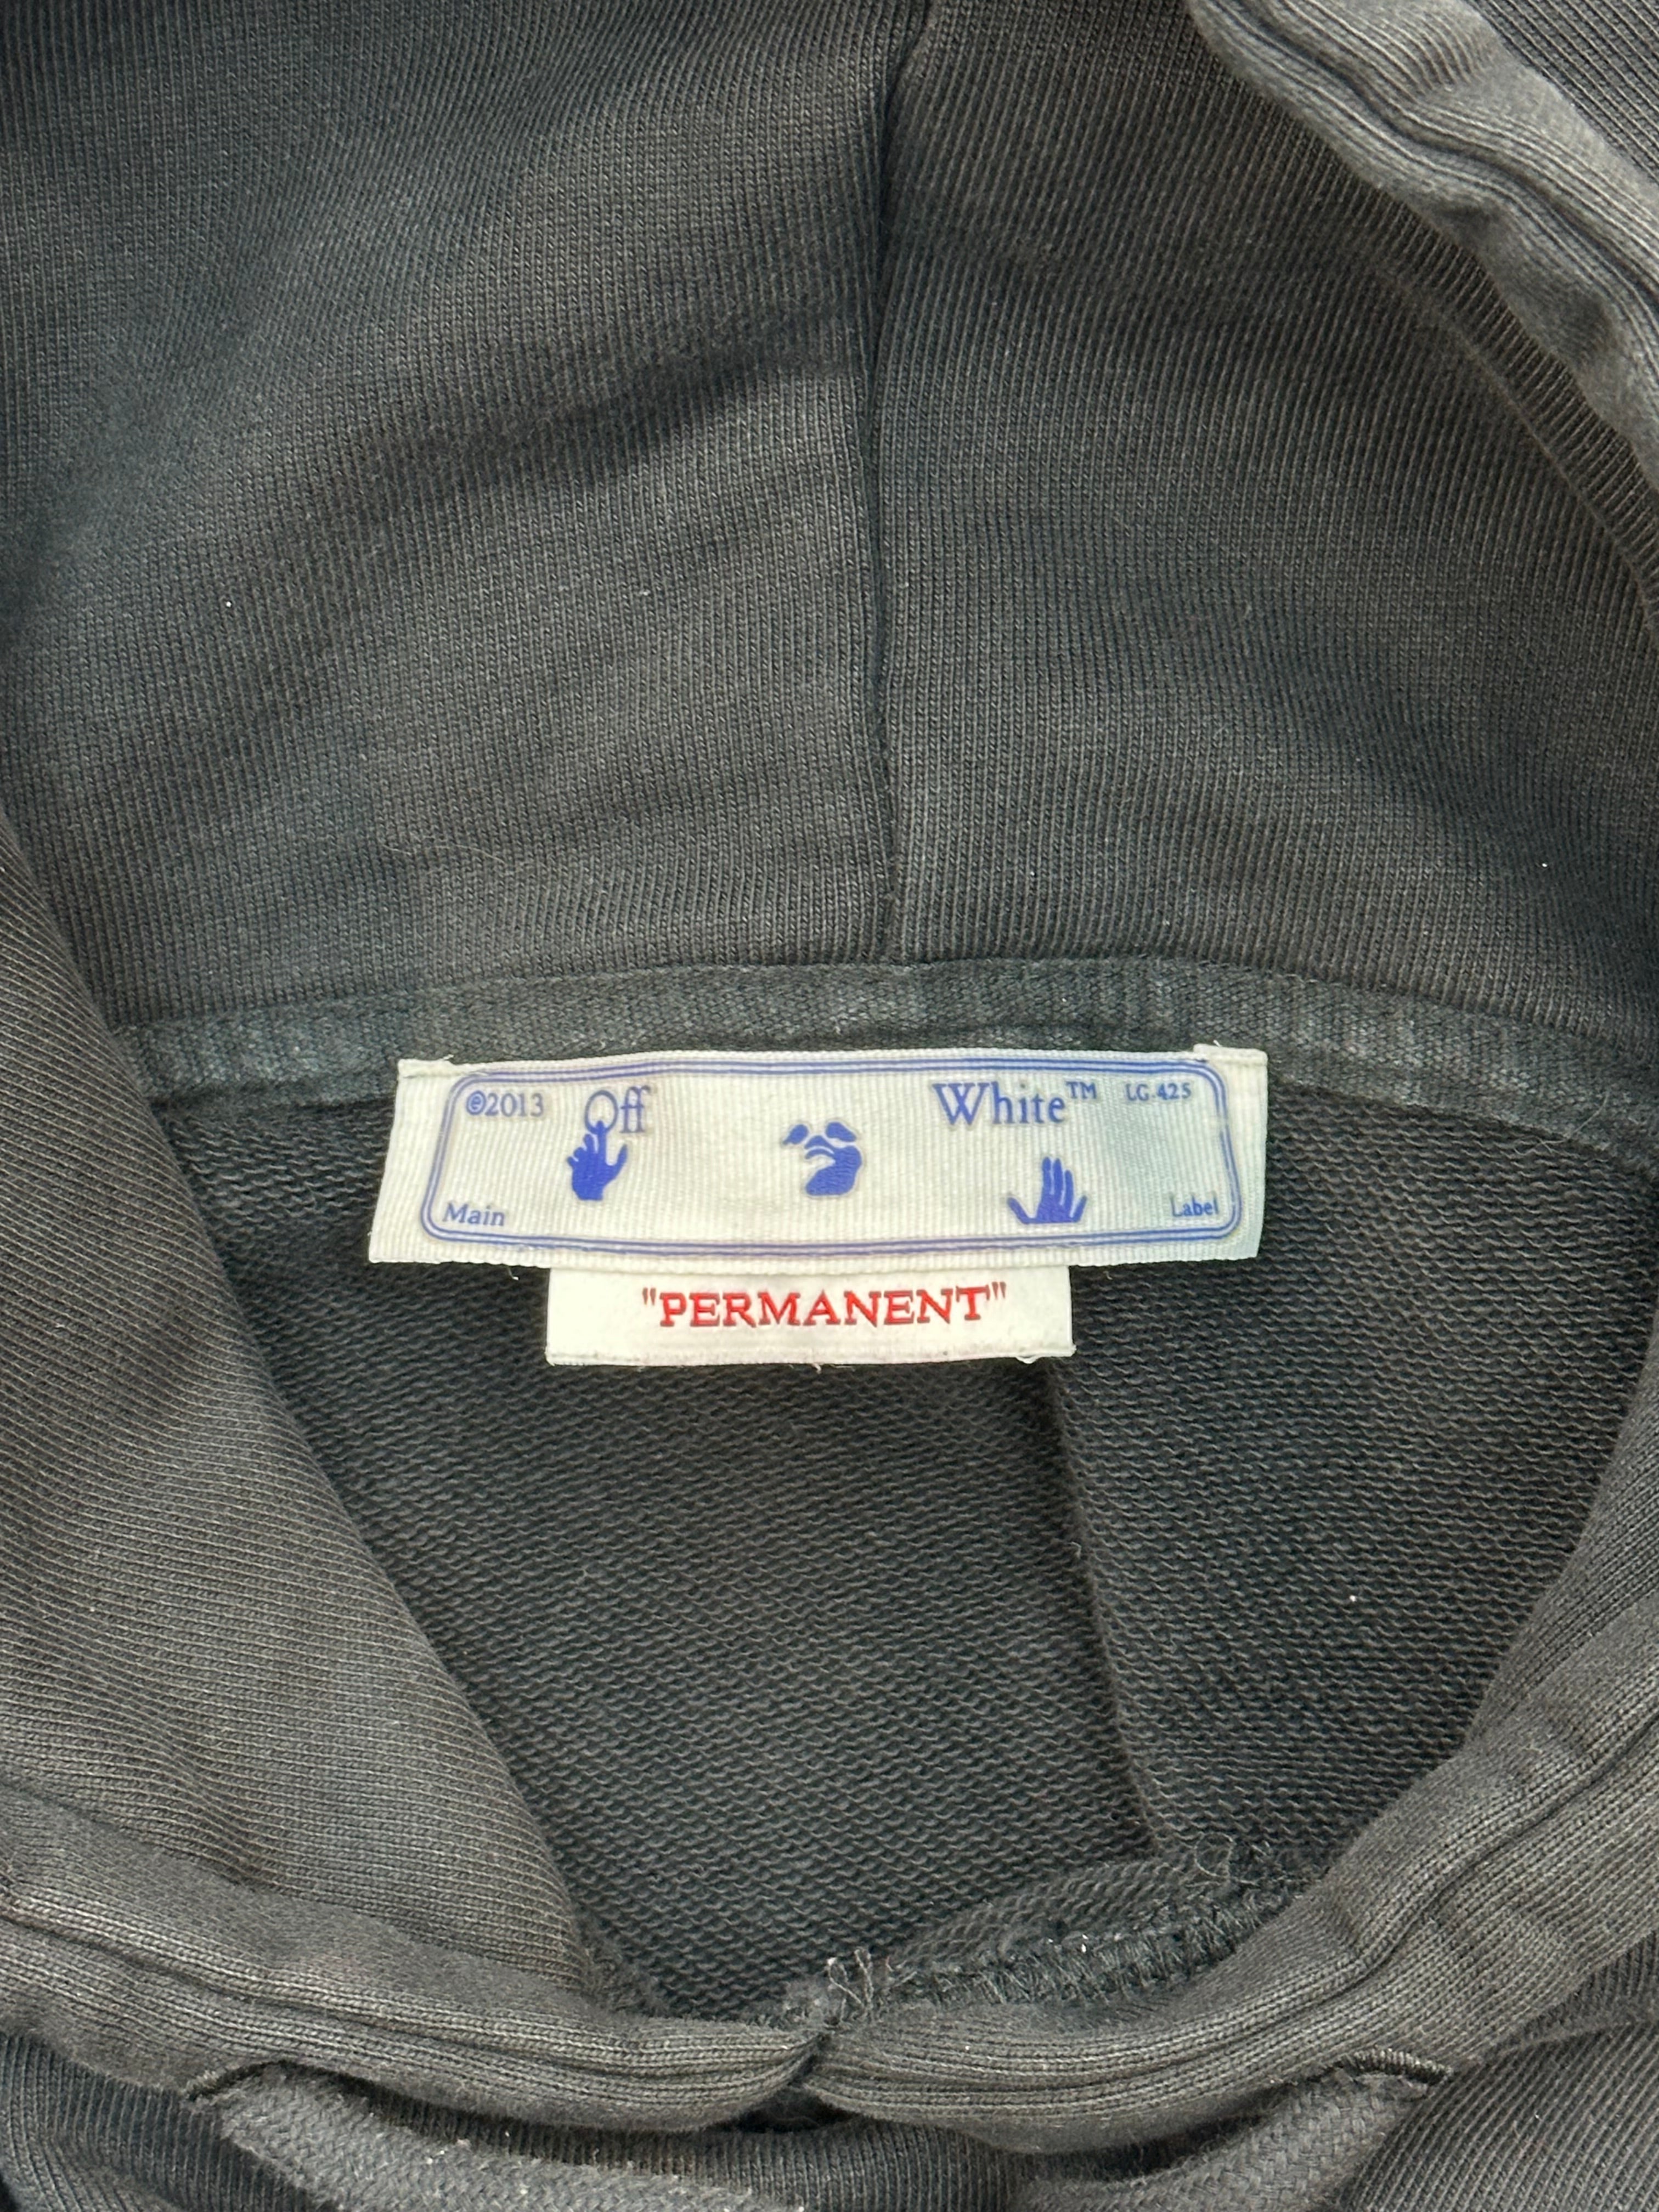 ©2013 Off White™ LG 425
Main Label
"PERMANENT"